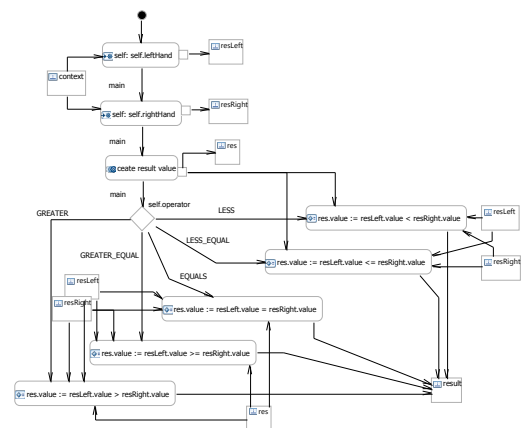 self: self.leftHand
resLeft
context
main
self: self.rightHand
resRight
main
ceate result value
res
main
self.operator
GREATER
LESS
resLeft
res.value := resLeft.value < resRight.value
LESS_EQUAL
GREATER_EQUAL
res.value := resLeft.value <= resRight.value
resRight
EQUALS
resLeft
resRight
res.value := resLeft.value = resRight.value
res.value := resLeft.value >= resRight.value
result
res.value := resLeft.value > resRight.value
res